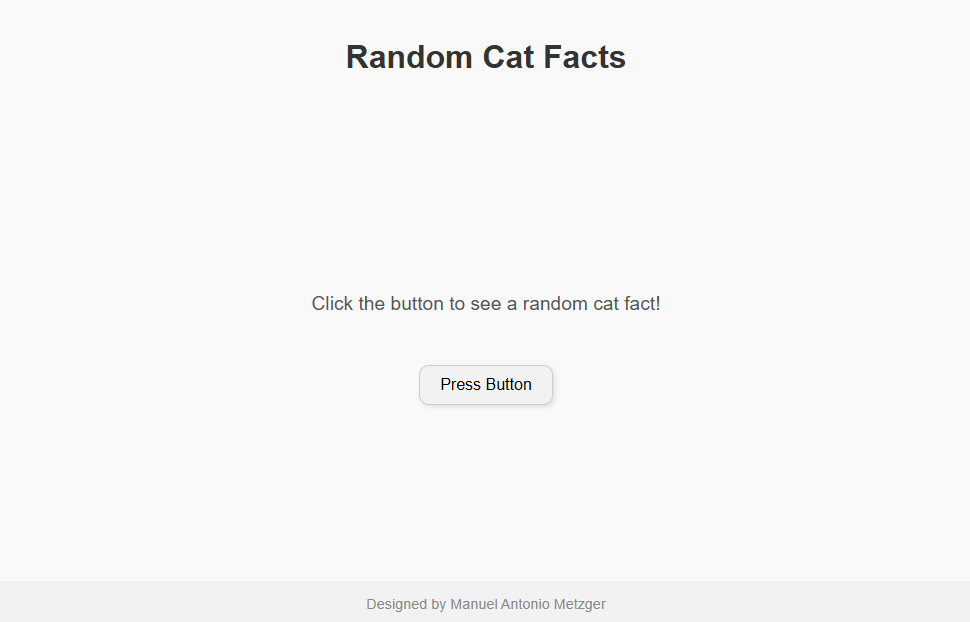 Random Cat Facts
Click the button to see a random cat fact!
Press Button
Designed by Manuel Antonio Metzger